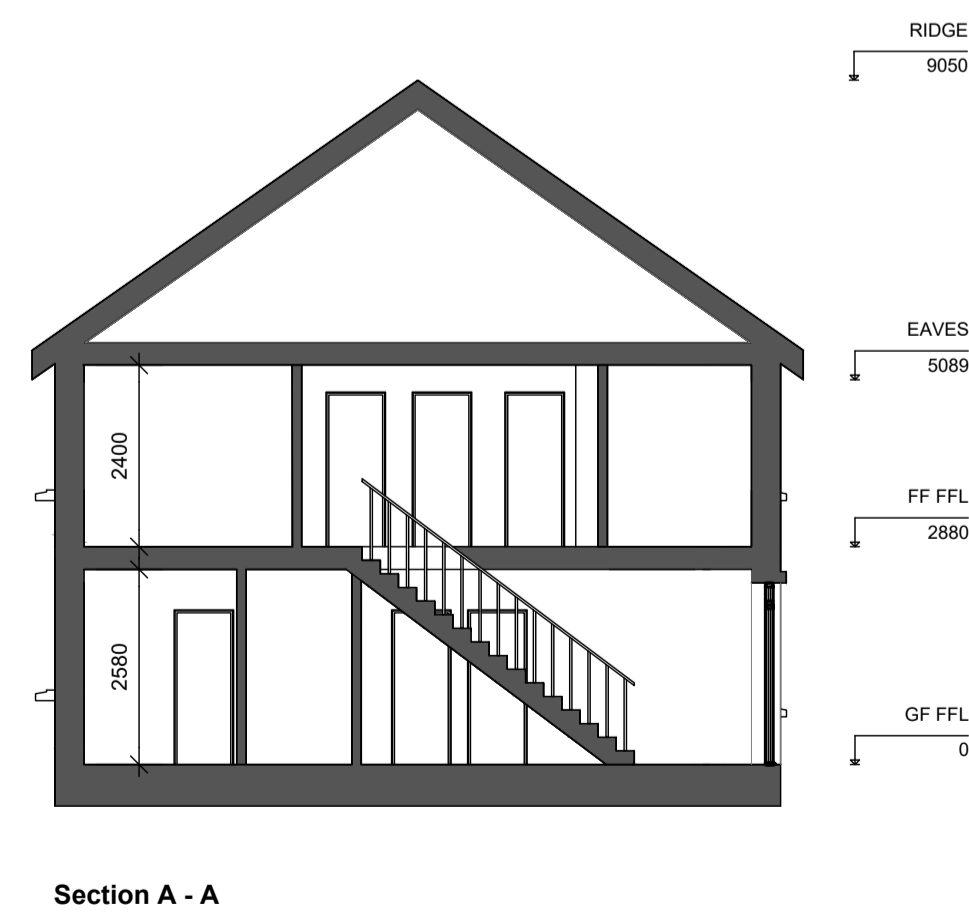 RIDGE
9050
EAVES
5089
2400
FF FFL
2880
2580
GF FFL
0
Section A - A